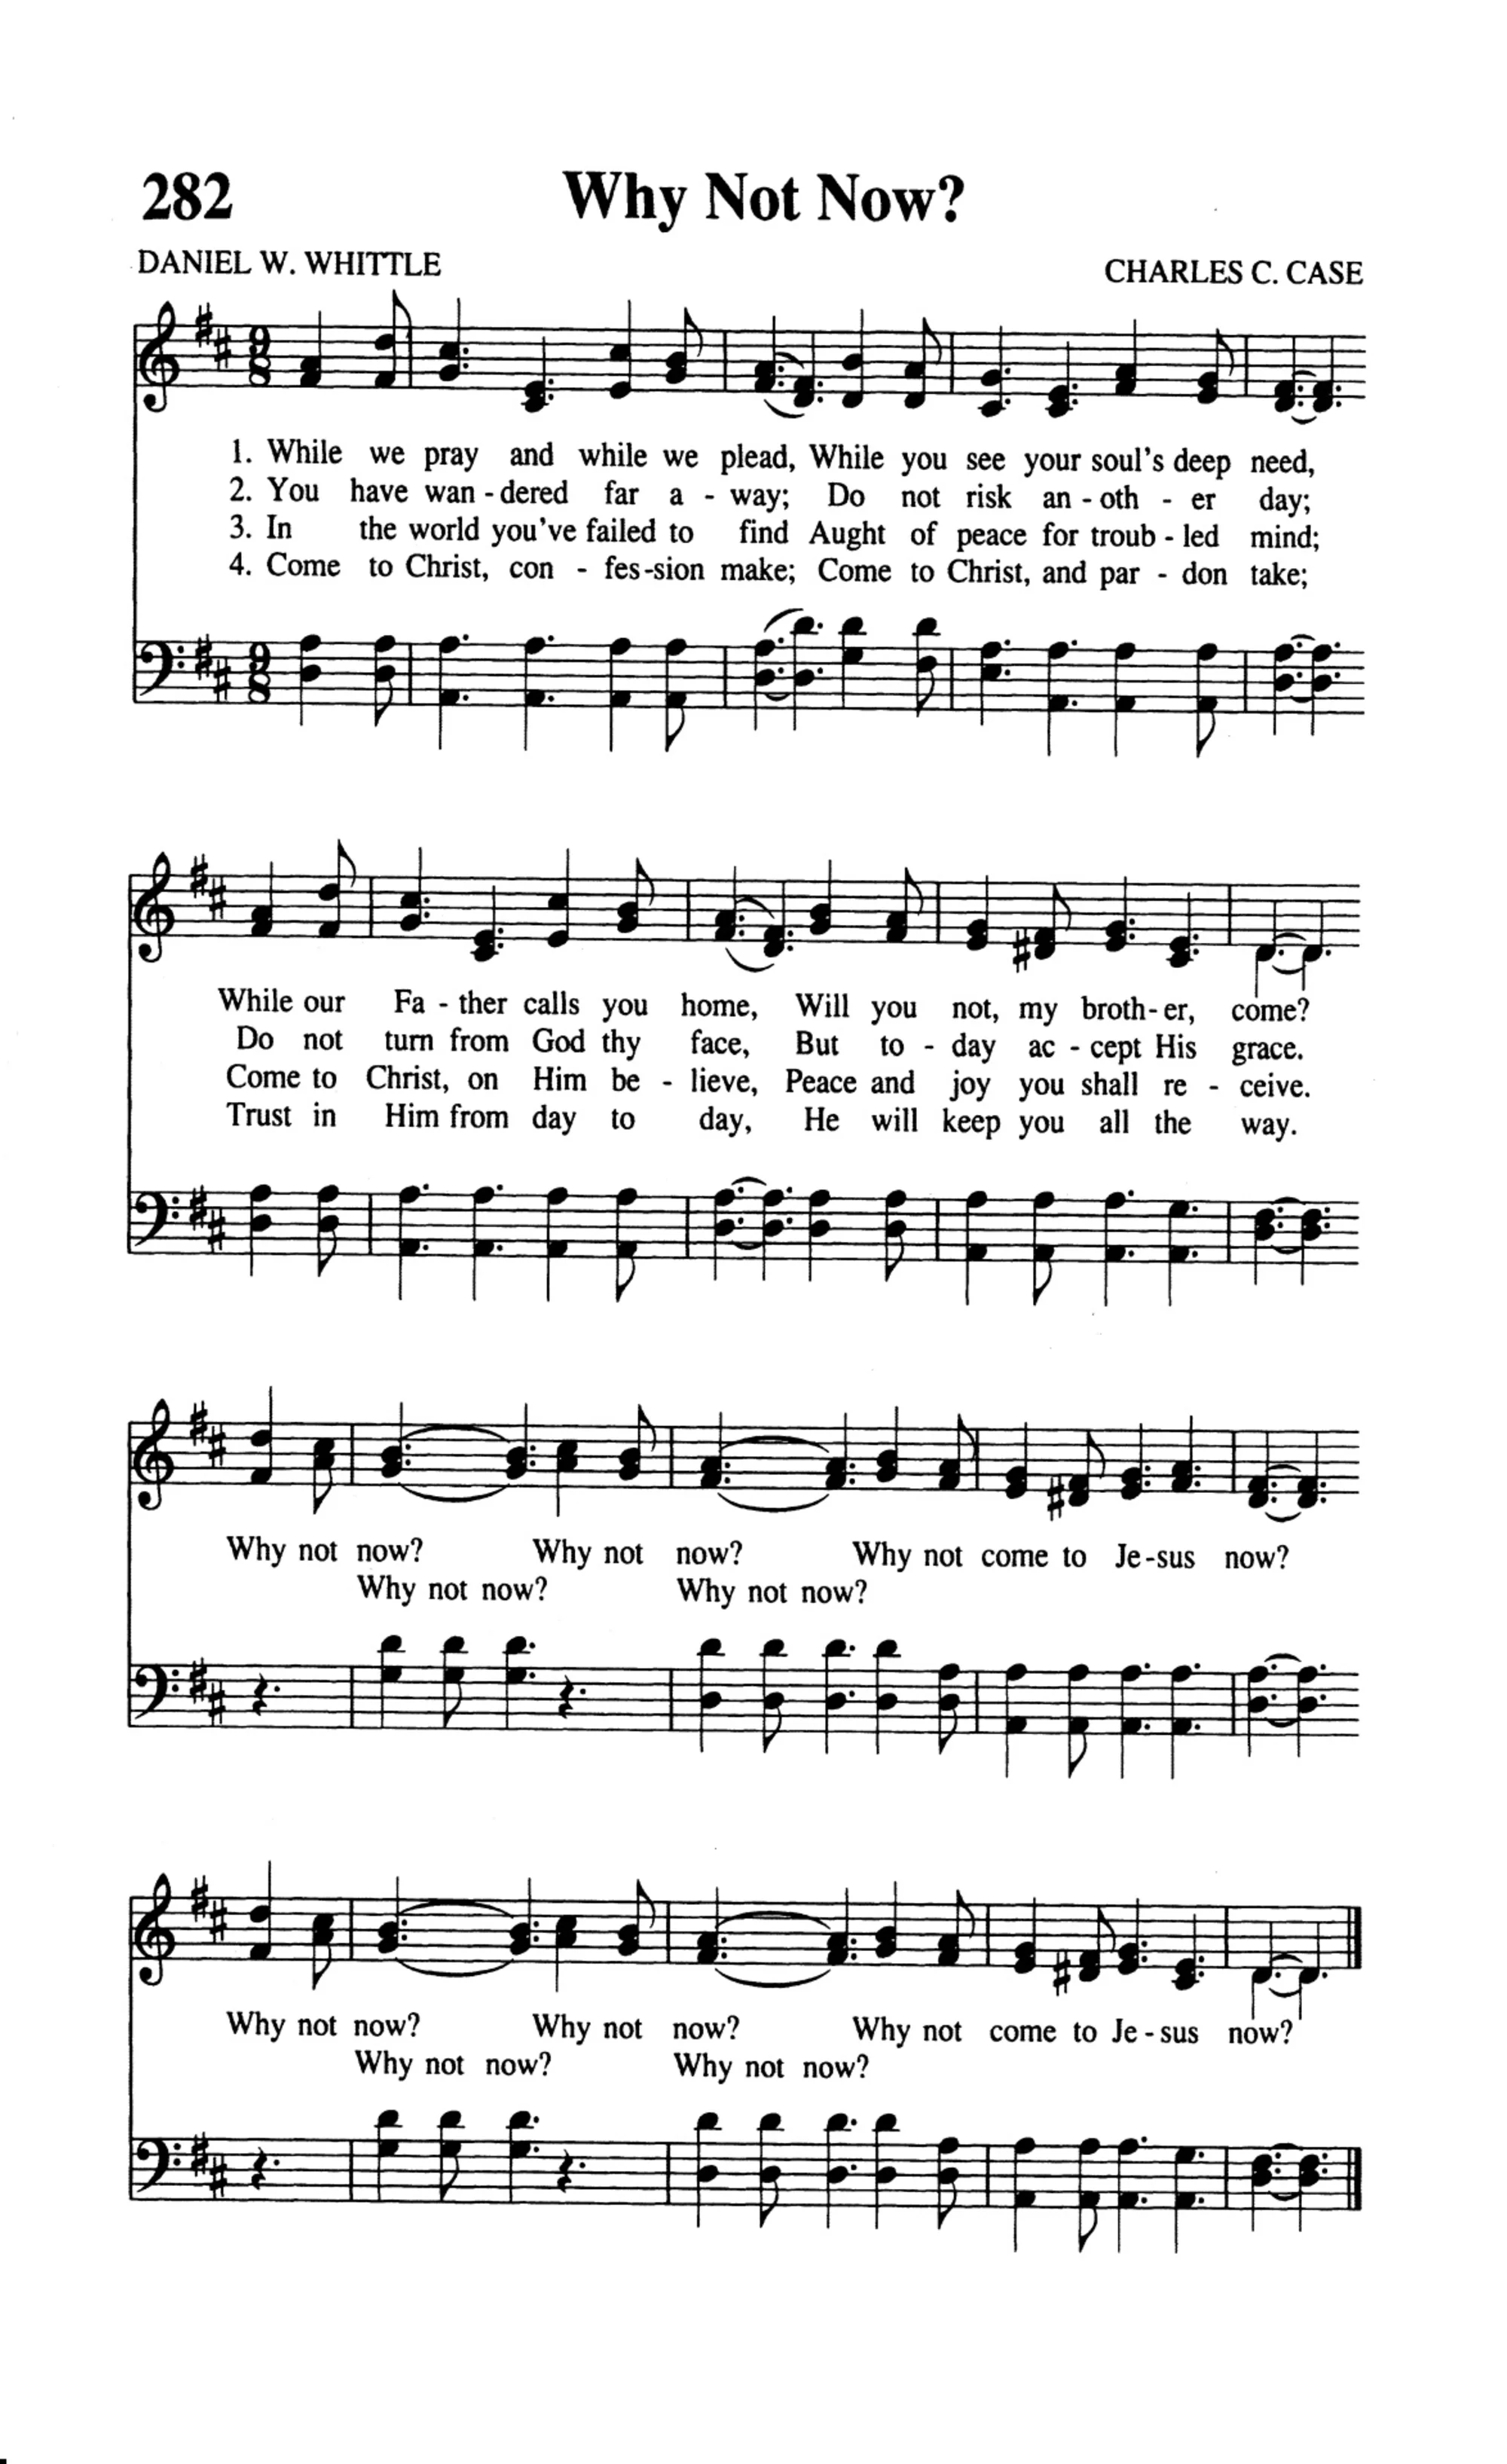 282 Why Not Now?
DANIEL W. WHITTLE CHARLES C. CASE
1. While we pray and while we plead, While you see your soul's deep need,
2. You have wan - dered far a - way; Do not risk an - oth - er day;
3. In the world you've failed to find Aught of peace for troub - led mind;
4. Come to Christ, con - fes - sion make; Come to Christ, and par - don take;
While our Fa - ther calls you home, Will you not, my broth - er, come?
Do not turn from God thy face, But to - day ac - cept His grace.
Come to Christ, on Him be - lieve, Peace and joy you shall re - ceive.
Trust in Him from day to day, He will keep you all the way.
Why not now? Why not now? Why not come to Je - sus now?
Why not now? Why not now?
Why not now? Why not now? Why not come to Je - sus now?
Why not now? Why not now?